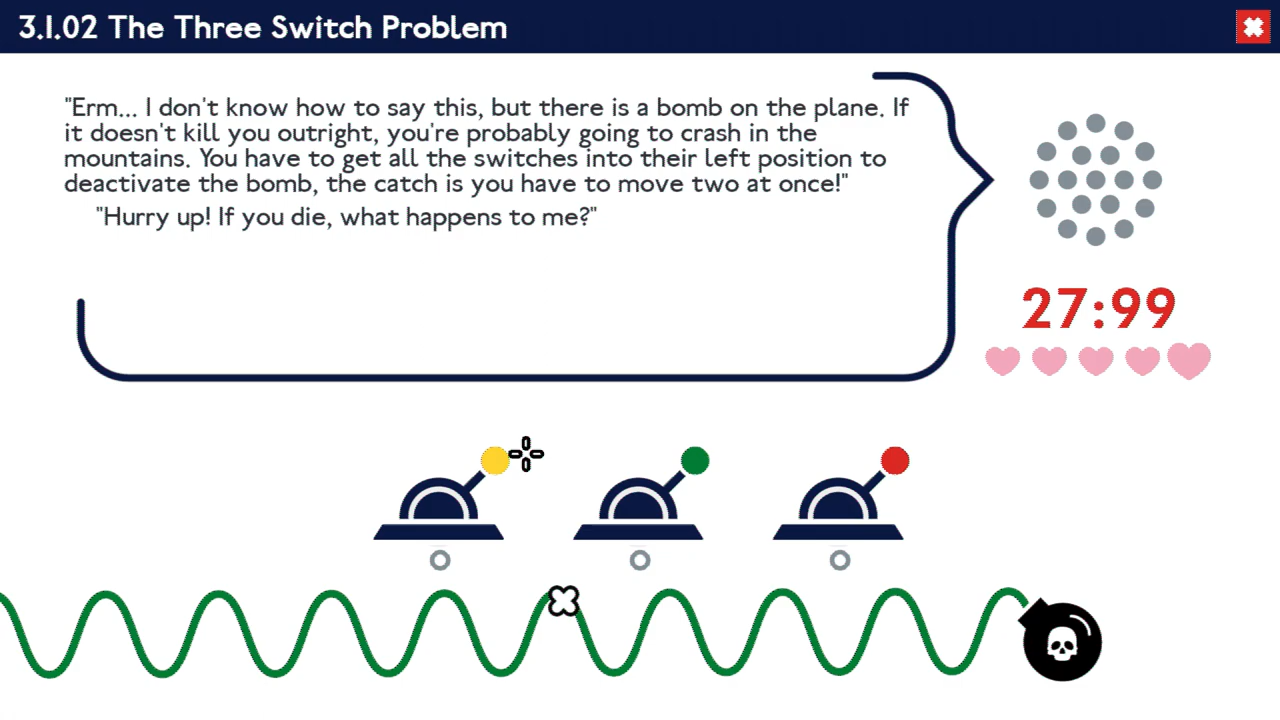 3.1.02 The Three Switch Problem
"Erm... I don't know how to say this, but there is a bomb on the plane. If
it doesn't kill you outright, you're probably going to crash in the
mountains. You have to get all the switches into their left position to
deactivate the bomb, the catch is you have to move two at once!"
"Hurry up! If you die, what happens to me?"
27:99